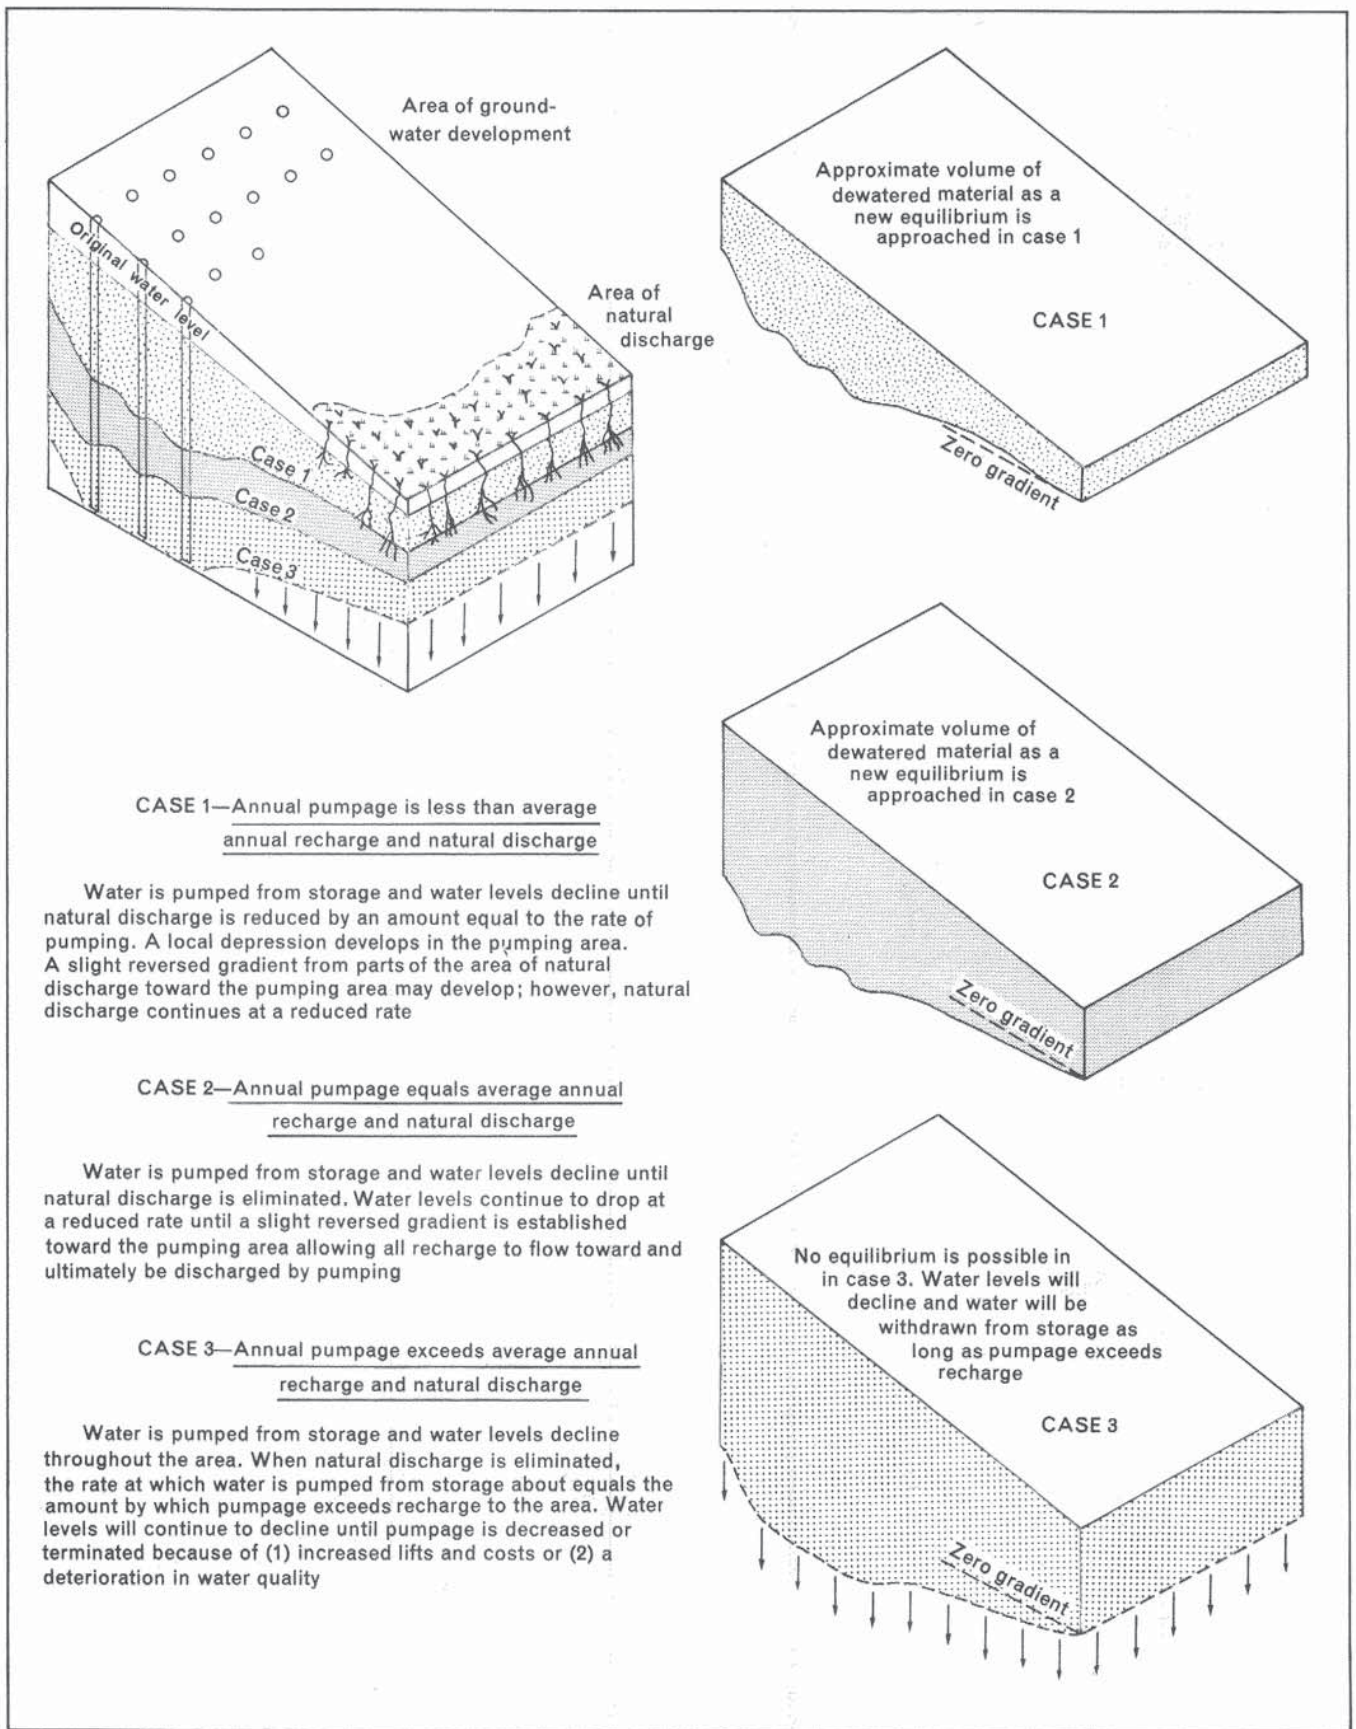 Area of ground-
water development
Original water level
Area of
natural
discharge
Case 1
Case 2
Case 3
Approximate volume of
dewatered material as a
new equilibrium is
approached in case 1
CASE 1
Zero gradient
Approximate volume of
dewatered material as a
new equilibrium is
approached in case 2
CASE 2
Zero gradient
CASE 1—Annual pumpage is less than average
annual recharge and natural discharge
Water is pumped from storage and water levels decline until
natural discharge is reduced by an amount equal to the rate of
pumping. A local depression develops in the pumping area.
A slight reversed gradient from parts of the area of natural
discharge toward the pumping area may develop; however, natural
discharge continues at a reduced rate
CASE 2—Annual pumpage equals average annual
recharge and natural discharge
Water is pumped from storage and water levels decline until
natural discharge is eliminated. Water levels continue to drop at
a reduced rate until a slight reversed gradient is established
toward the pumping area allowing all recharge to flow toward and
ultimately be discharged by pumping
CASE 3—Annual pumpage exceeds average annual
recharge and natural discharge
Water is pumped from storage and water levels decline
throughout the area. When natural discharge is eliminated,
the rate at which water is pumped from storage about equals the
amount by which pumpage exceeds recharge to the area. Water
levels will continue to decline until pumpage is decreased or
terminated because of (1) increased lifts and costs or (2) a
deterioration in water quality
No equilibrium is possible in
in case 3. Water levels will
decline and water will be
withdrawn from storage as
long as pumpage exceeds
recharge
CASE 3
Zero gradient